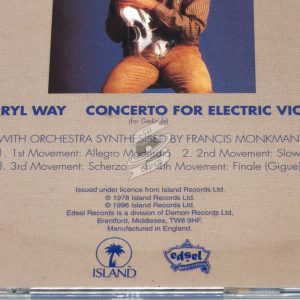 RYL WAY CONCERTO FOR ELECTRIC VIO
WITH ORCHESTRA SYNTHESISED BY FRANCIS MONKMAN
1. 1st Movement: Allegro Moderato 2. 2nd Movement: Slow
3. 3rd Movement: Scherzo 4. 4th Movement: Finale (Gigue)
Issued under licence from Island Records Ltd.
℗ 1978 Island Records Ltd.
© 1996 Island Records Ltd.
Edsel Records is a division of Demon Records Ltd,
Brentford, Middlesex, TW8 9HF,
Manufactured in England.
ISLAND
edsel